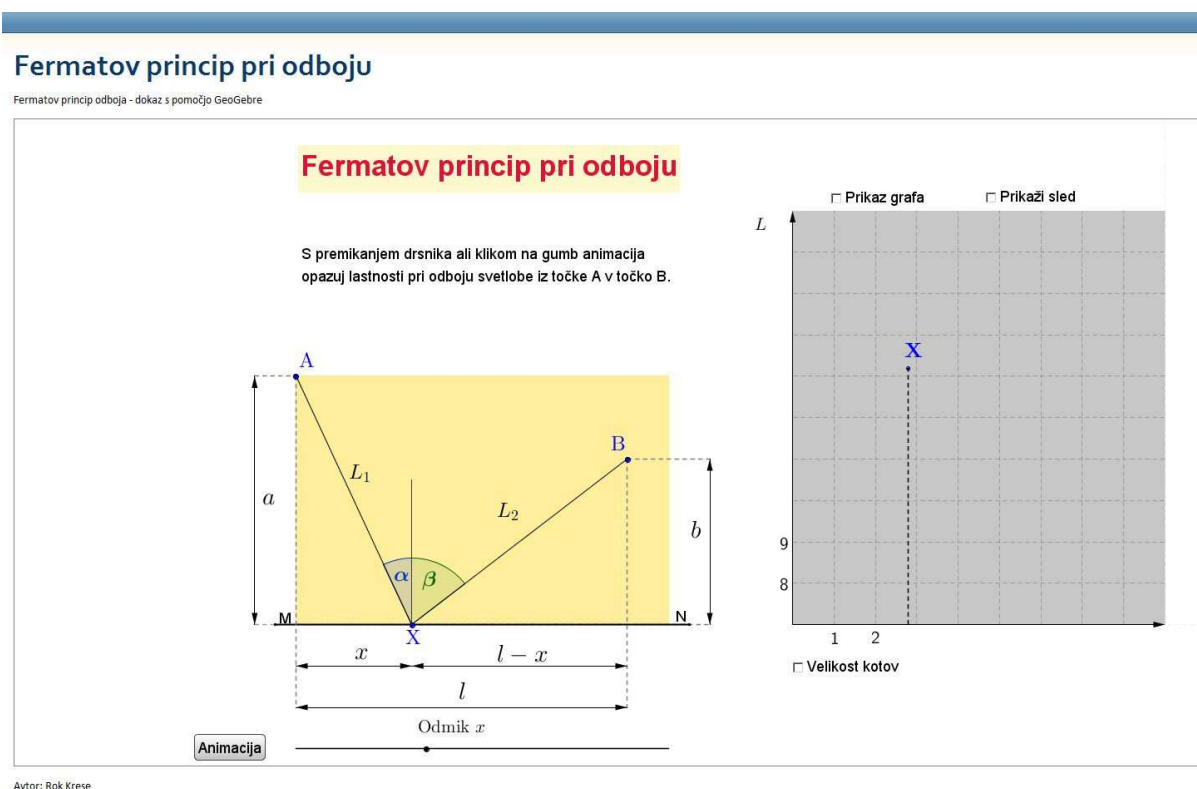 Fermatov princip pri odboju
Fermatov princip odboja - dokaz s pomočjo GeoGebre
Fermatov princip pri odboju
S premikanjem drsnika ali klikom na gumb animacija
opazuj lastnosti pri odboju svetlobe iz točke A v točko B.
A
B
L₁
L₂
a
b
α
β
M
N
X
x
l − x
l
Odmik x
Animacija
Prikaz grafa
Prikaži sled
L
X
9
8
1
2
Velikost kotov
Avtor: Rok Krese